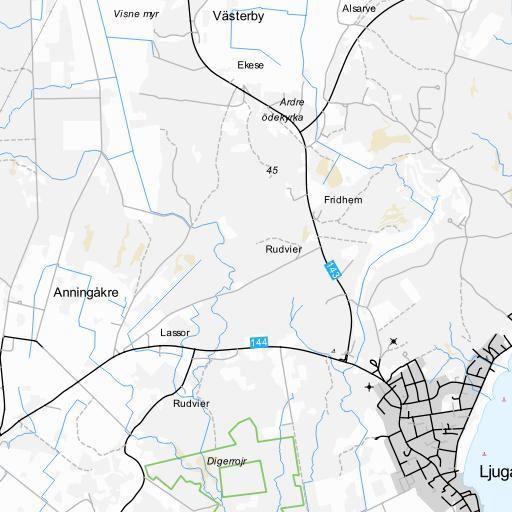 Visne myr
Västerby
Alsarve
Ekese
Ardre
ödekyrka
45
Fridhem
Rudvier
143
Anningåkre
Lassor
144
Rudvier
Digerrojr
Ljuga